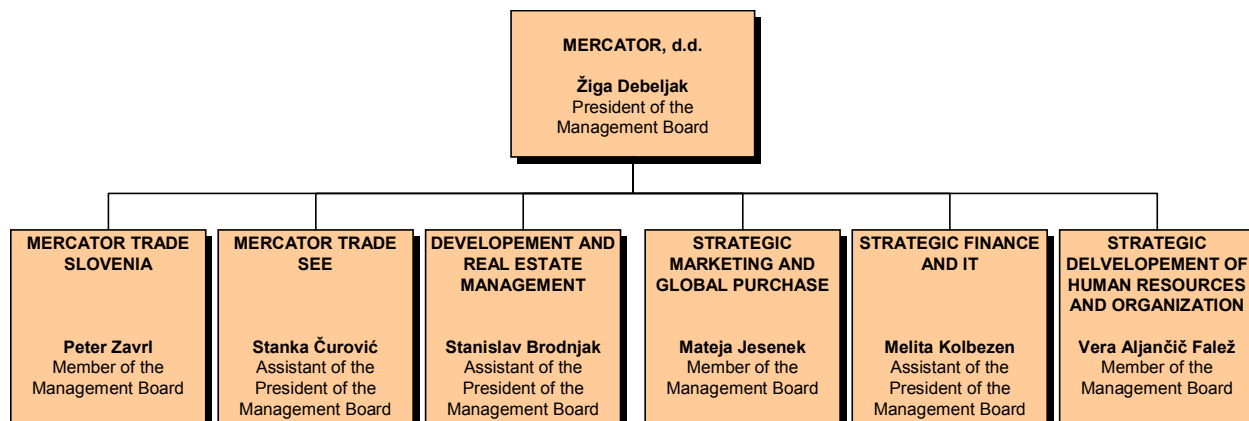 MERCATOR, d.d.
Žiga Debeljak
President of the
Management Board
MERCATOR TRADE
SLOVENIA
Peter Zavrl
Member of the
Management Board
MERCATOR TRADE
SEE
Stanka Čurović
Assistant of the
President of the
Management Board
DEVELOPEMENT AND
REAL ESTATE
MANAGEMENT
Stanislav Brodnjak
Assistant of the
President of the
Management Board
STRATEGIC
MARKETING AND
GLOBAL PURCHASE
Mateja Jesenek
Member of the
Management Board
STRATEGIC FINANCE
AND IT
Melita Kolbezen
Assistant of the
President of the
Management Board
STRATEGIC
DELVELOPEMENT OF
HUMAN RESOURCES
AND ORGANIZATION
Vera Aljančič Falež
Member of the
Management Board